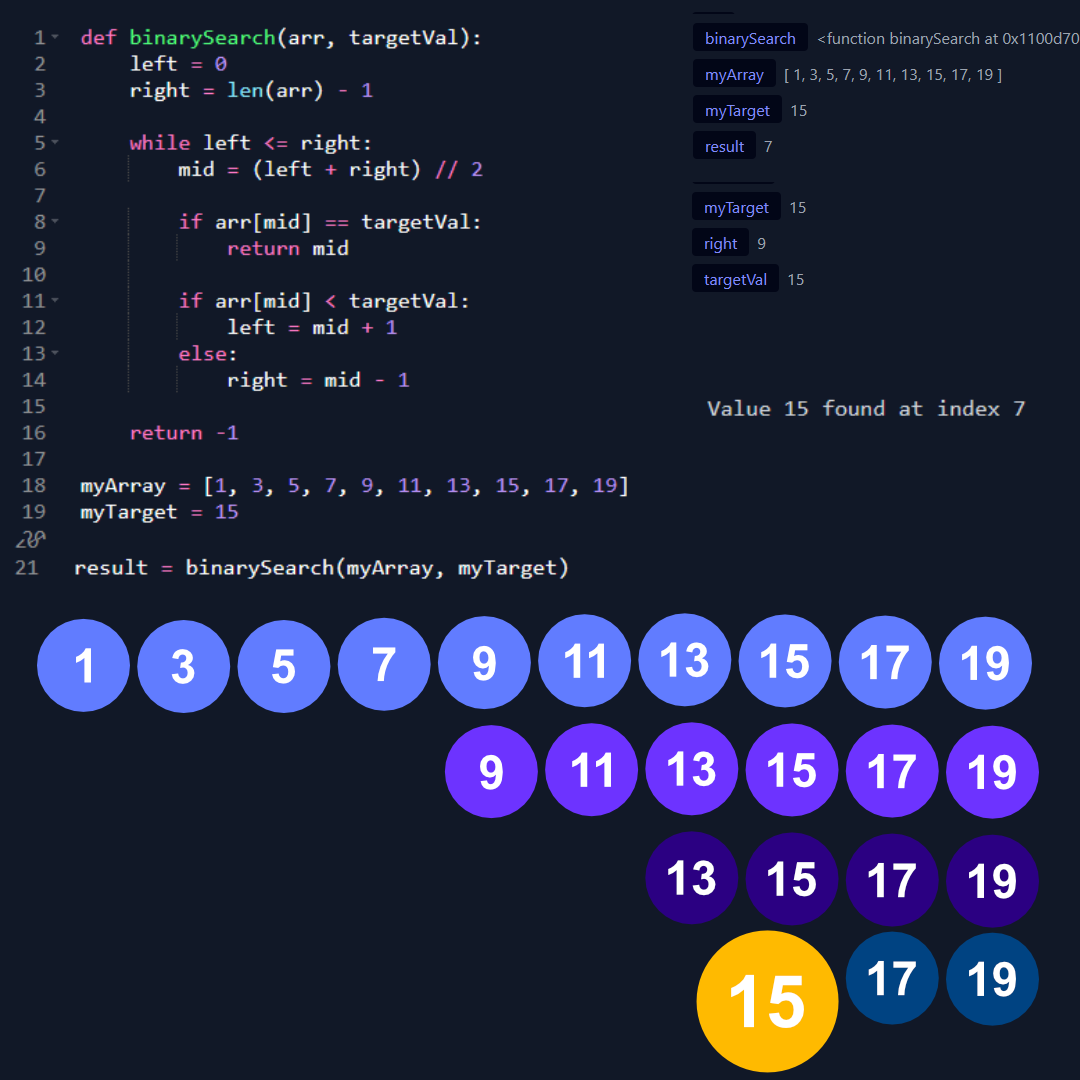 1 def binarySearch(arr, targetVal):
2 left = 0
3 right = len(arr) - 1
4
5 while left <= right:
6 mid = (left + right) // 2
7
8 if arr[mid] == targetVal:
9 return mid
10
11 if arr[mid] < targetVal:
12 left = mid + 1
13 else:
14 right = mid - 1
15
16 return -1
17
18 myArray = [1, 3, 5, 7, 9, 11, 13, 15, 17, 19]
19 myTarget = 15
20
21 result = binarySearch(myArray, myTarget)
binarySearch <function binarySearch at 0x1100d70
myArray [ 1, 3, 5, 7, 9, 11, 13, 15, 17, 19 ]
myTarget 15
result 7
myTarget 15
right 9
targetVal 15
Value 15 found at index 7
1 3 5 7 9 11 13 15 17 19
9 11 13 15 17 19
13 15 17 19
15 17 19